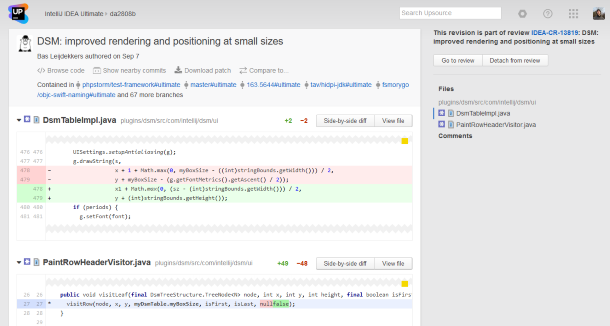 UP
IntelliJ IDEA Ultimate › da2808b
Search Upsource
DSM: improved rendering and positioning at small sizes
Bas Leijdekkers authored on Sep 7
Browse code Show nearby commits Download patch Compare to...
Contained in phpstorm/test-framework#ultimate master#ultimate 163.5644#ultimate tav/hidpi-jdk#ultimate fsmorygo
/objc-swift-naming#ultimate and 67 more branches
This revision is part of review IDEA-CR-13819: DSM:
improved rendering and positioning at small sizes
Go to review Detach from review
Files
plugins/dsm/src/com/intellij/dsm/ui
DsmTableImpl.java
PaintRowHeaderVisitor.java
Comments
DsmTableImpl.java plugins/dsm/src/com/intellij/dsm/ui +2 −2 Side-by-side diff View file
476 476 UISettings.setupAntialiasing(g);
477 477 g.drawString(s,
478 - x + 1 + Math.max(0, myBoxSize - ((int)stringBounds.getWidth())) / 2,
479 - y + myBoxSize - (g.getFontMetrics().getAscent() / 2));
478 + x1 + Math.max(0, (sz - (int)stringBounds.getWidth())) / 2,
479 + y + (int)stringBounds.getHeight());
480 480 if (periods) {
481 481 g.setFont(font);
PaintRowHeaderVisitor.java plugins/dsm/src/com/intellij/dsm/ui +49 −48 Side-by-side diff View file
26 26 public void visitLeaf(final DsmTreeStructure.TreeNode<N> node, int x, int y, int height, final boolean isFirst
27 27 * visitRow(node, x, y, myDsmTable.myBoxSize, isFirst, isLast, nullfalse);
28 28 }